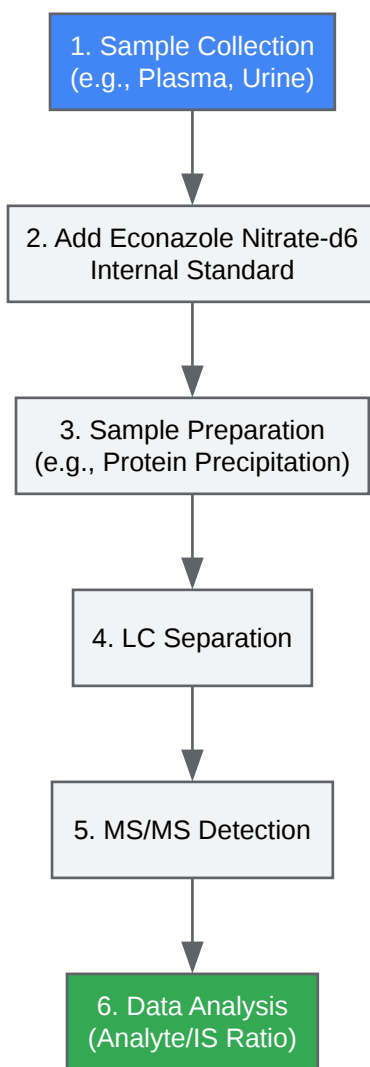 1. Sample Collection
(e.g., Plasma, Urine)
2. Add Econazole Nitrate-d6
Internal Standard
3. Sample Preparation
(e.g., Protein Precipitation)
4. LC Separation
5. MS/MS Detection
6. Data Analysis
(Analyte/IS Ratio)